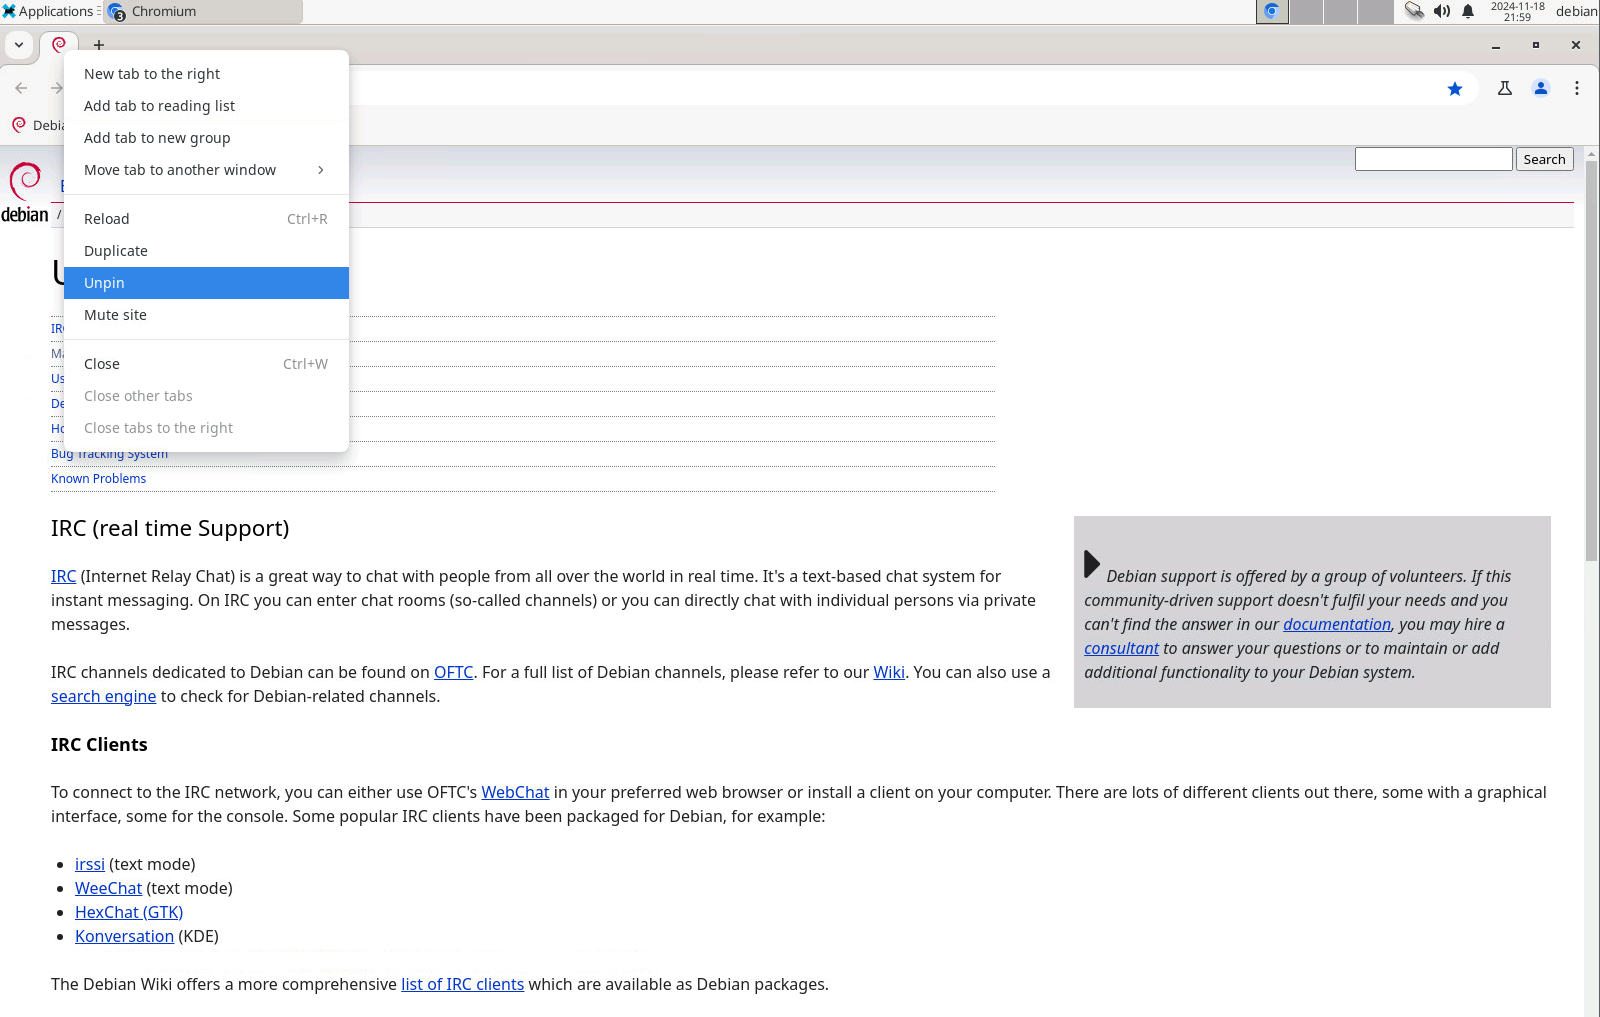 Applications
3
Chromium
2024-11-18
21:59
debian
New tab to the right
Add tab to reading list
Add tab to new group
Move tab to another window
Reload Ctrl+R
Duplicate
Unpin
Mute site
Close Ctrl+W
Close other tabs
Close tabs to the right
Search
debian /
Bug Tracking System
Known Problems
IRC (real time Support)
IRC (Internet Relay Chat) is a great way to chat with people from all over the world in real time. It's a text-based chat system for
instant messaging. On IRC you can enter chat rooms (so-called channels) or you can directly chat with individual persons via private
messages.
IRC channels dedicated to Debian can be found on OFTC. For a full list of Debian channels, please refer to our Wiki. You can also use a
search engine to check for Debian-related channels.
Debian support is offered by a group of volunteers. If this
community-driven support doesn't fulfil your needs and you
can't find the answer in our documentation, you may hire a
consultant to answer your questions or to maintain or add
additional functionality to your Debian system.
IRC Clients
To connect to the IRC network, you can either use OFTC's WebChat in your preferred web browser or install a client on your computer. There are lots of different clients out there, some with a graphical
interface, some for the console. Some popular IRC clients have been packaged for Debian, for example:
• irssi (text mode)
• WeeChat (text mode)
• HexChat (GTK)
• Konversation (KDE)
The Debian Wiki offers a more comprehensive list of IRC clients which are available as Debian packages.